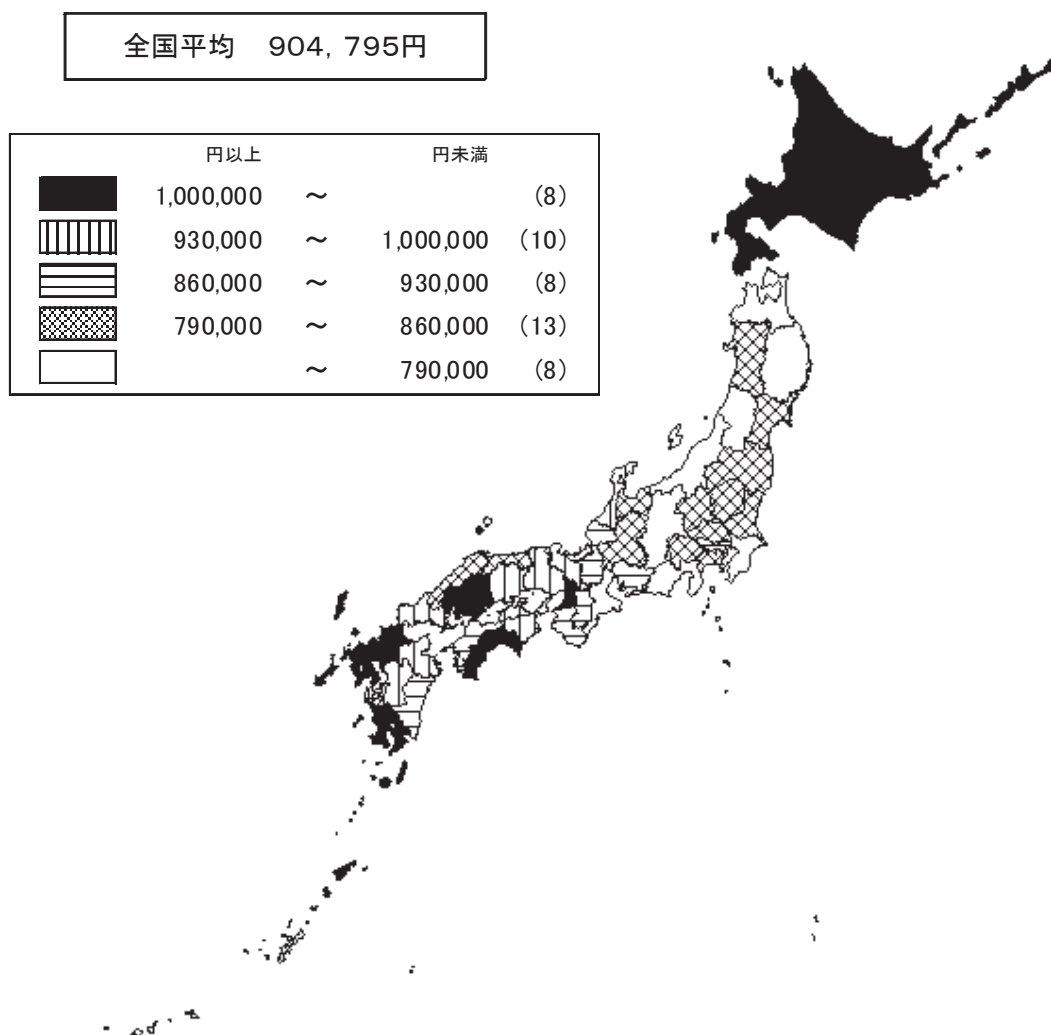 全国平均　904, 795円
円以上　円未満
1,000,000　～　(8)
930,000　～　1,000,000　(10)
860,000　～　930,000　(8)
790,000　～　860,000　(13)
～　790,000　(8)